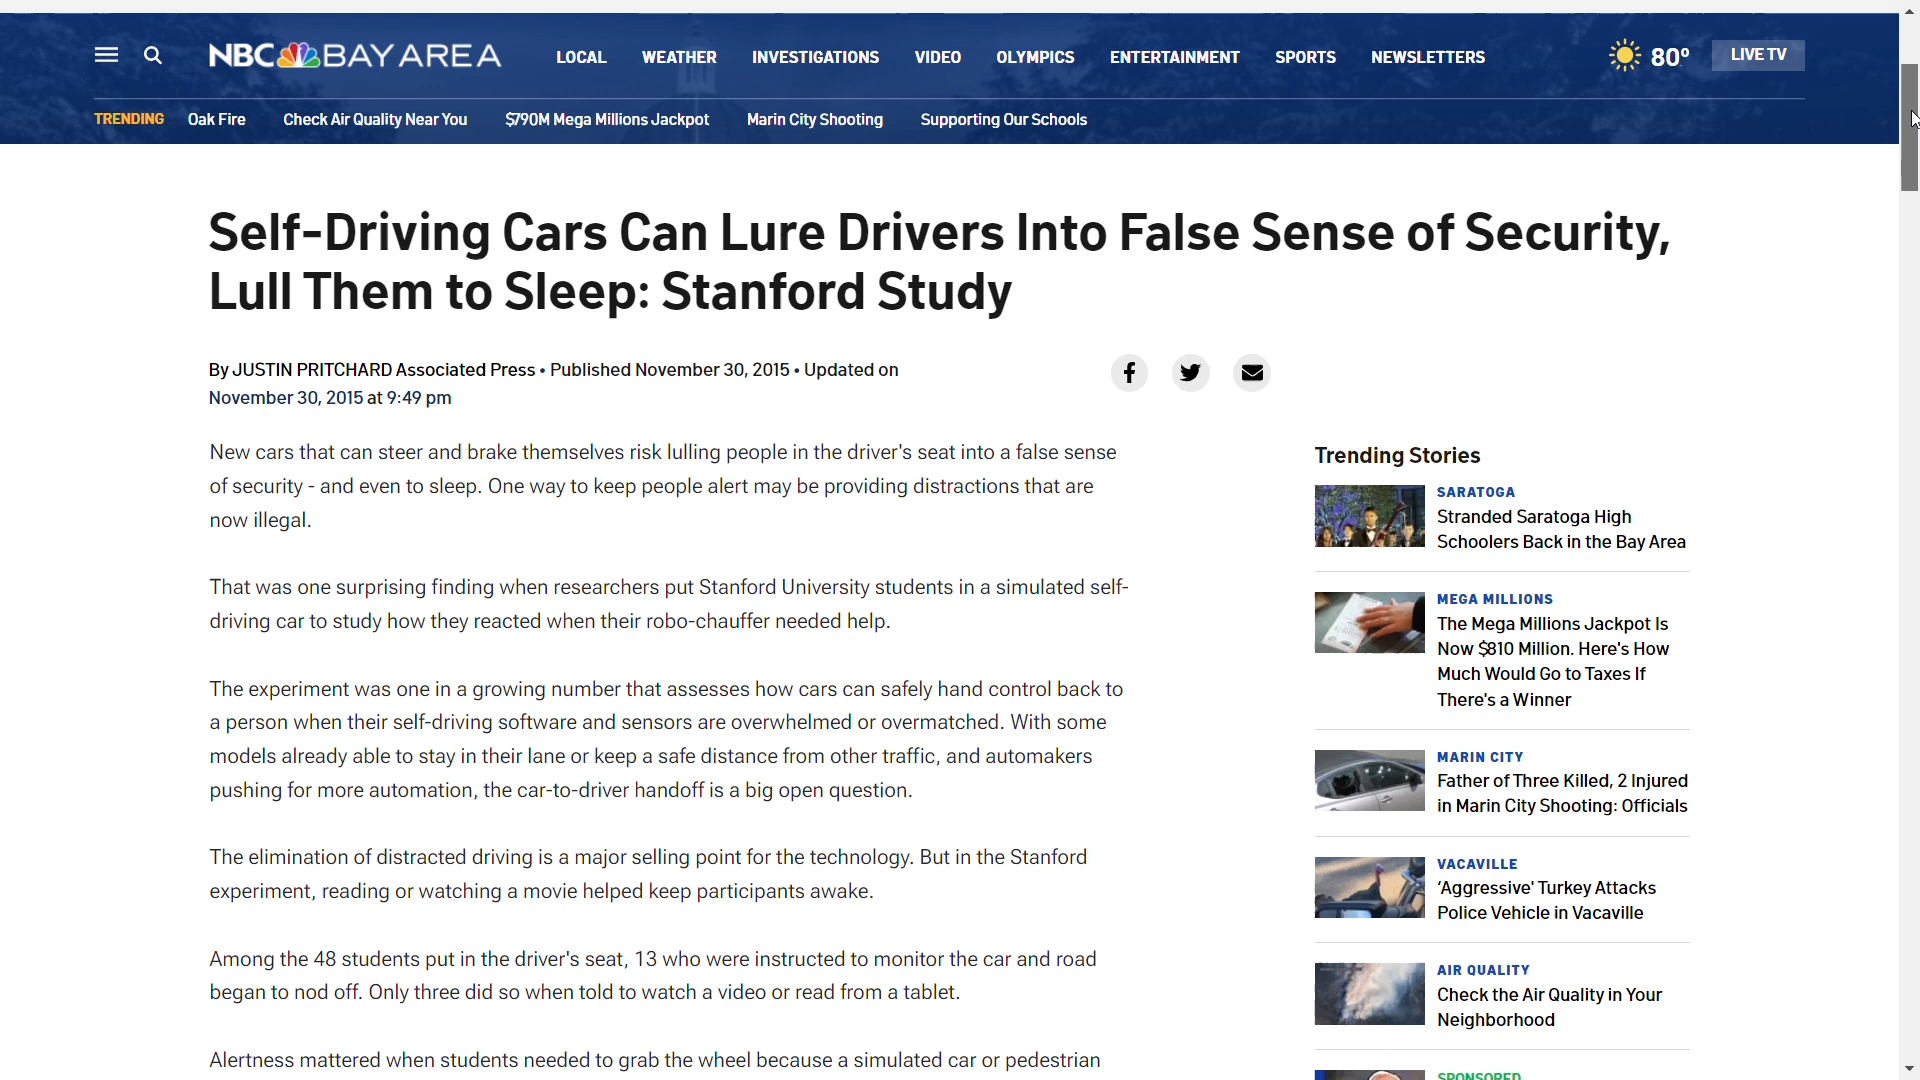 NBC BAY AREA
LOCAL
WEATHER
INVESTIGATIONS
VIDEO
OLYMPICS
ENTERTAINMENT
SPORTS
NEWSLETTERS
80º
LIVE TV
TRENDING
Oak Fire
Check Air Quality Near You
$790M Mega Millions Jackpot
Marin City Shooting
Supporting Our Schools
Self-Driving Cars Can Lure Drivers Into False Sense of Security,
Lull Them to Sleep: Stanford Study
By JUSTIN PRITCHARD Associated Press • Published November 30, 2015 • Updated on
November 30, 2015 at 9:49 pm
New cars that can steer and brake themselves risk lulling people in the driver's seat into a false sense
of security - and even to sleep. One way to keep people alert may be providing distractions that are
now illegal.
That was one surprising finding when researchers put Stanford University students in a simulated self-
driving car to study how they reacted when their robo-chauffer needed help.
The experiment was one in a growing number that assesses how cars can safely hand control back to
a person when their self-driving software and sensors are overwhelmed or overmatched. With some
models already able to stay in their lane or keep a safe distance from other traffic, and automakers
pushing for more automation, the car-to-driver handoff is a big open question.
The elimination of distracted driving is a major selling point for the technology. But in the Stanford
experiment, reading or watching a movie helped keep participants awake.
Among the 48 students put in the driver's seat, 13 who were instructed to monitor the car and road
began to nod off. Only three did so when told to watch a video or read from a tablet.
Alertness mattered when students needed to grab the wheel because a simulated car or pedestrian
Trending Stories
SARATOGA
Stranded Saratoga High
Schoolers Back in the Bay Area
MEGA MILLIONS
The Mega Millions Jackpot Is
Now $810 Million. Here's How
Much Would Go to Taxes If
There's a Winner
MARIN CITY
Father of Three Killed, 2 Injured
in Marin City Shooting: Officials
VACAVILLE
‘Aggressive' Turkey Attacks
Police Vehicle in Vacaville
AIR QUALITY
Check the Air Quality in Your
Neighborhood
SPONSORED